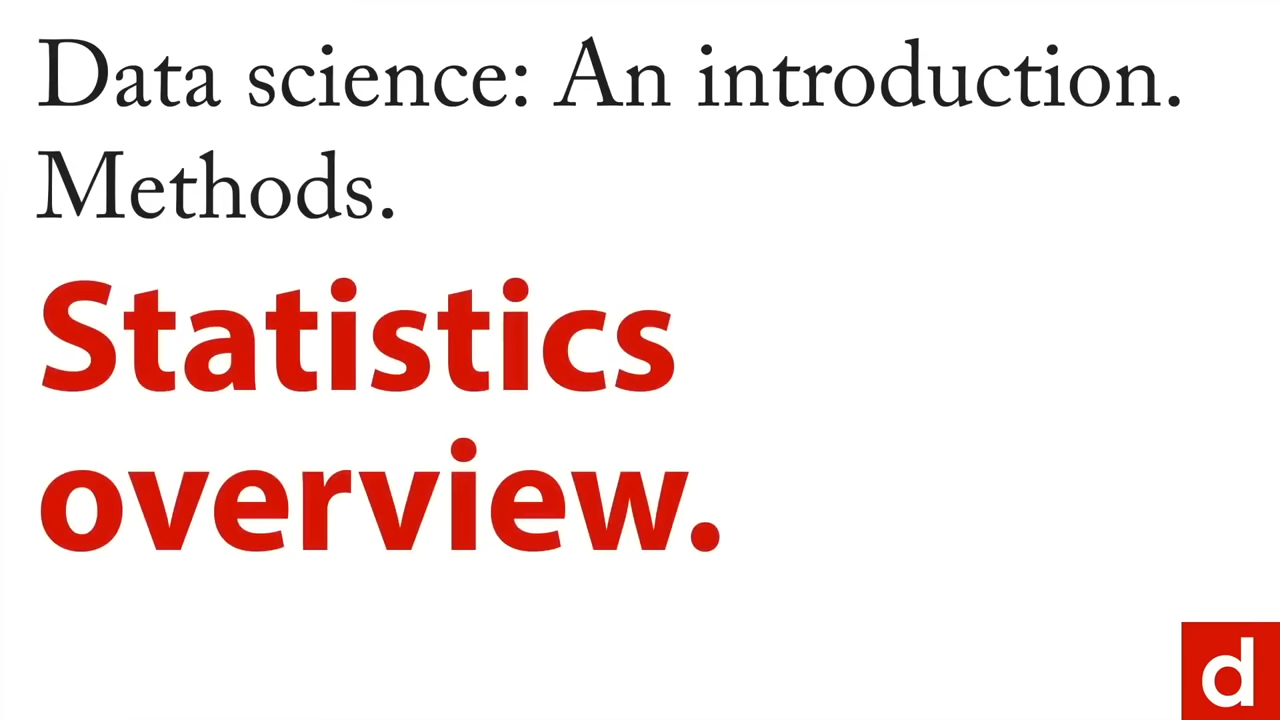 Data science: An introduction.
Methods.
Statistics
overview.
d